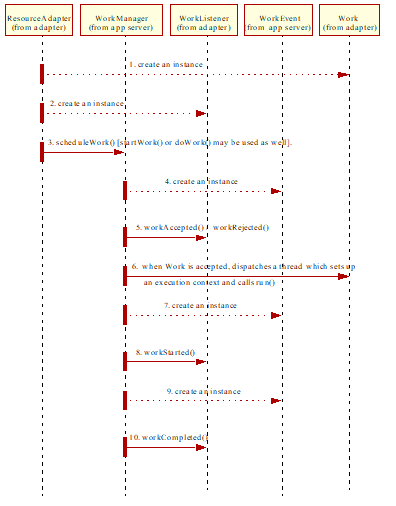 ResourceAdapter WorkManager WorkListener WorkEvent Work
(from adapter) (from app server) (from adapter) (from app server) (from adapter)
1. create an instance
2. create an instance
3. scheduleWork() [startWork() or doWork() may be used as well].
4. create an instance
5. workAccepted() / workRejected()
6. when Work is accepted, dispatches a thread which sets up
an execution context and calls run()
7. create an instance
8. workStarted()
9. create an instance
10. workCompleted()